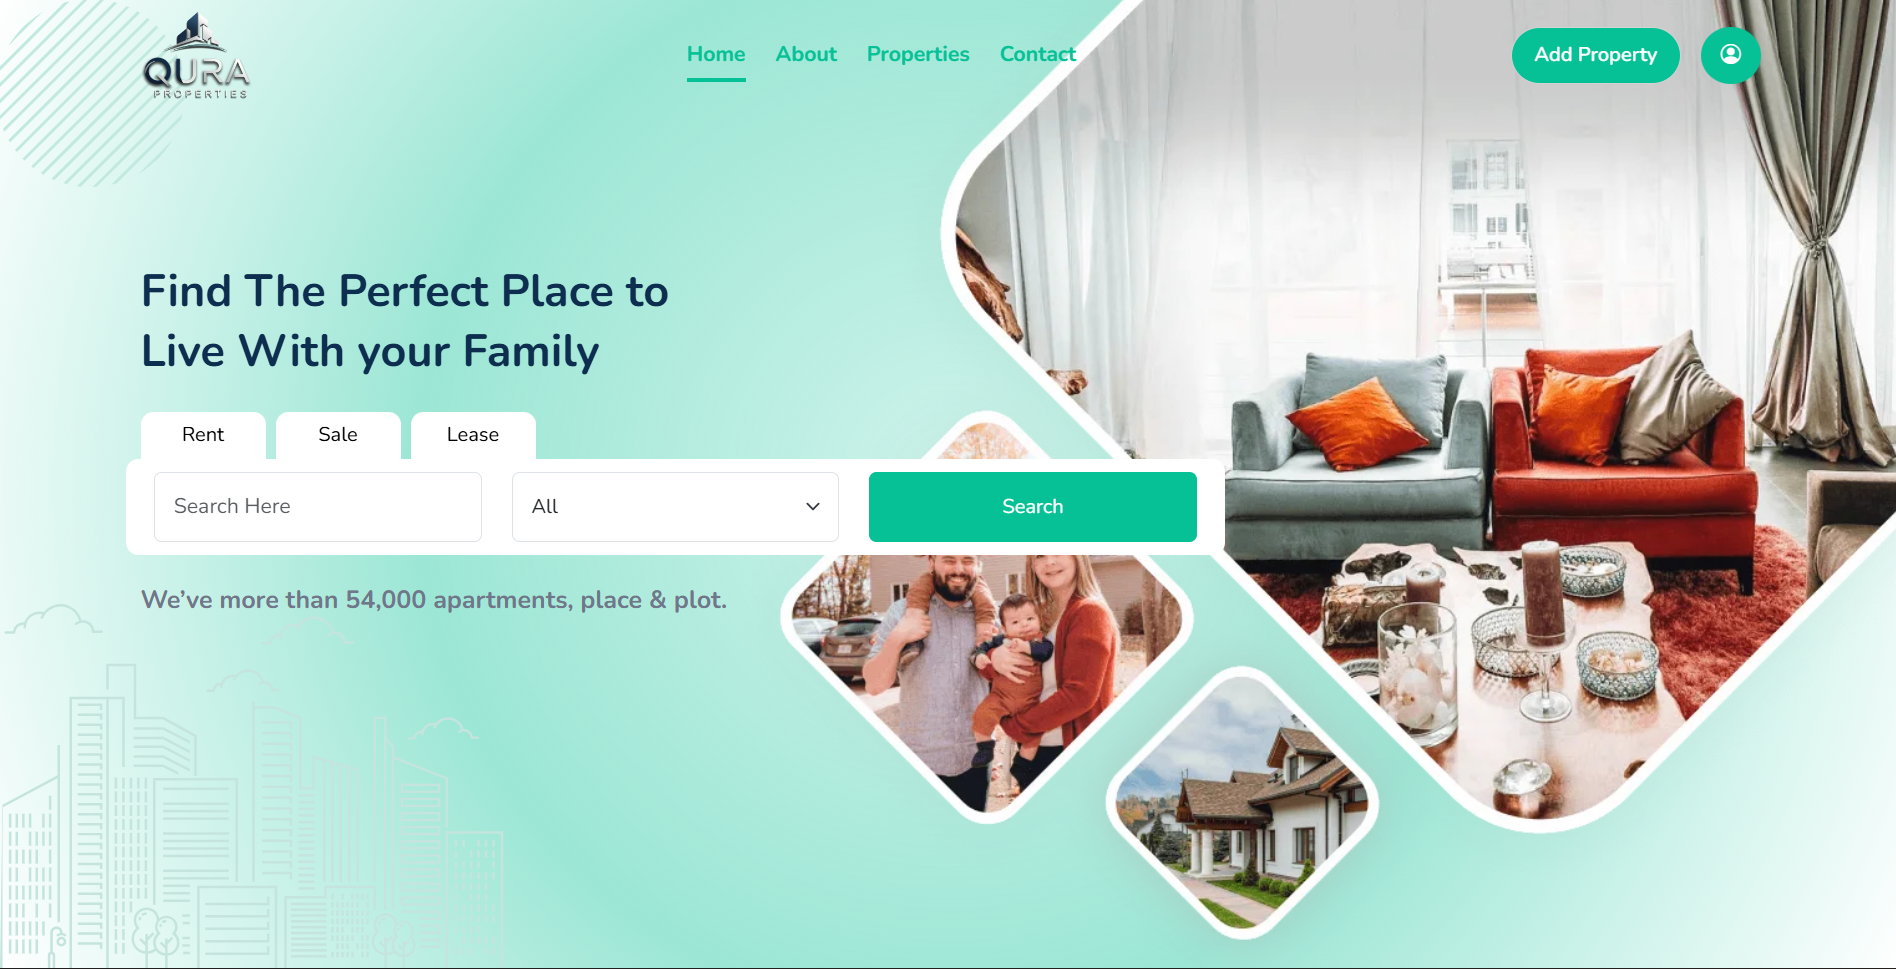 QURA
PROPERTIES
Home About Properties Contact
Add Property
Find The Perfect Place to
Live With your Family
Rent Sale Lease
Search Here All Search
We’ve more than 54,000 apartments, place & plot.